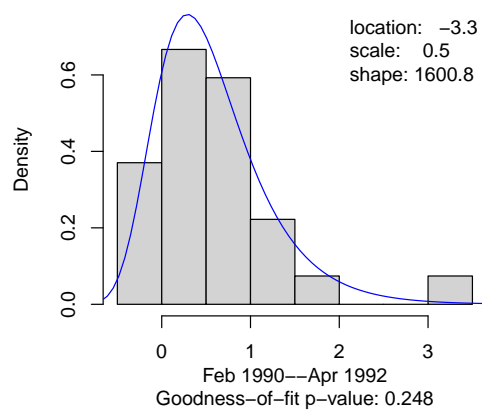 location: -3.3
scale: 0.5
shape: 1600.8
Density
0.6
0.4
0.2
0.0
0 1 2 3
Feb 1990--Apr 1992
Goodness-of-fit p-value: 0.248